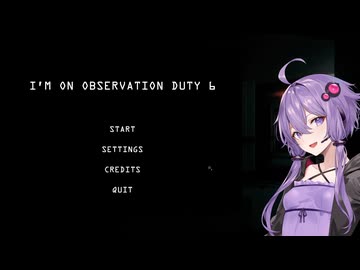 I'M ON OBSERVATION DUTY 6
START
SETTINGS
CREDITS
QUIT